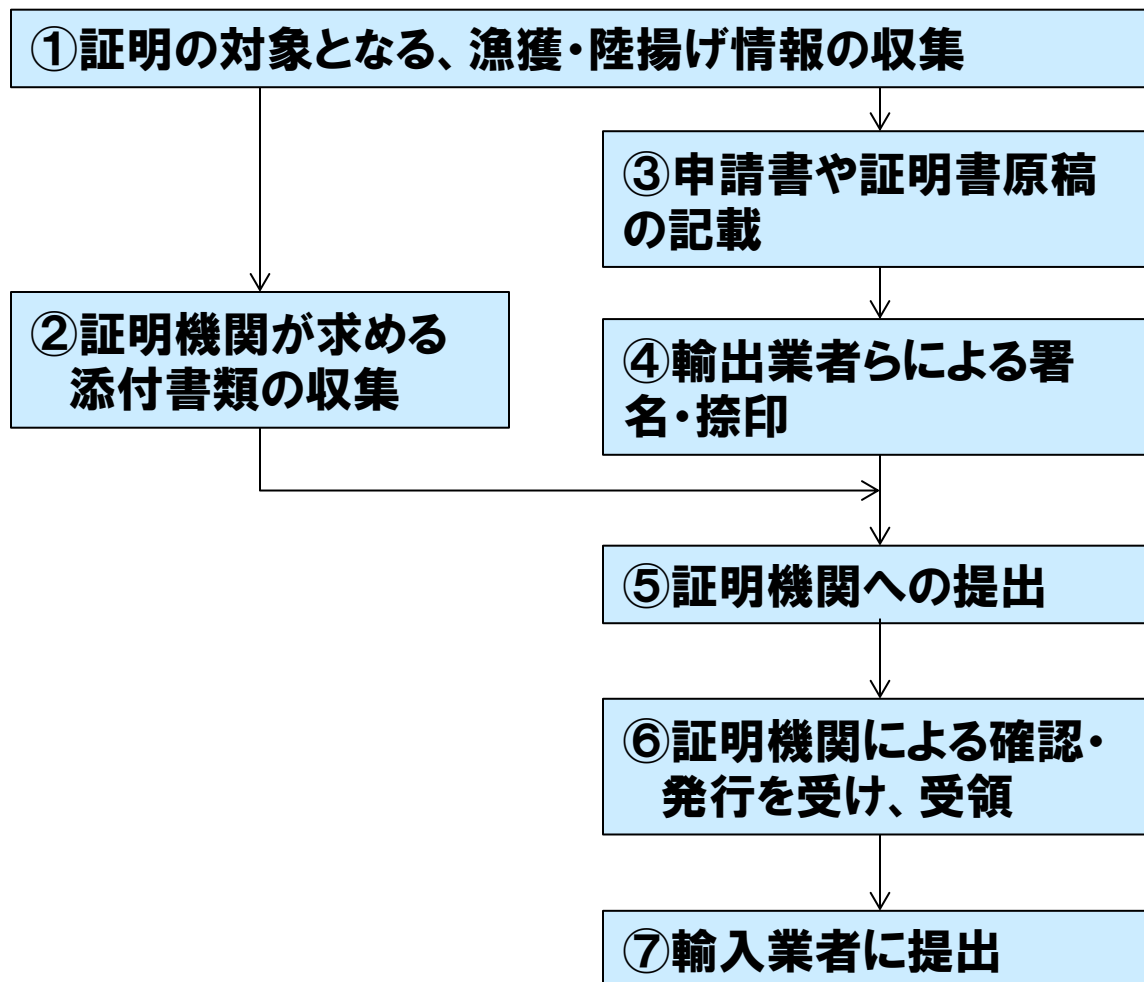 ①証明の対象となる、漁獲・陸揚げ情報の収集
③申請書や証明書原稿
の記載
②証明機関が求める
添付書類の収集
④輸出業者らによる署
名・捺印
⑤証明機関への提出
⑥証明機関による確認・
発行を受け、受領
⑦輸入業者に提出